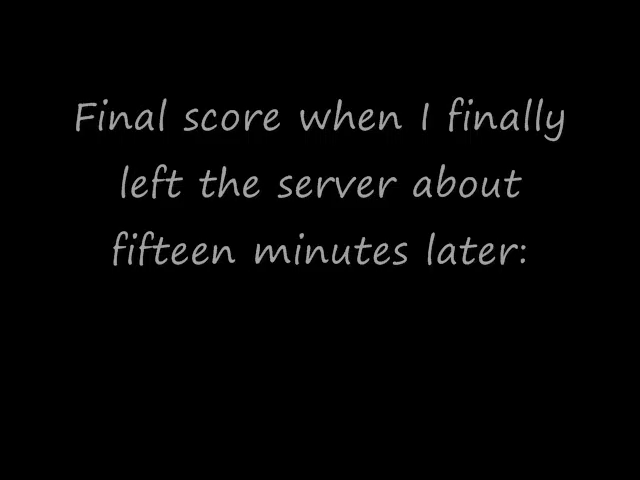 Final score when I finally
left the server about
fifteen minutes later: